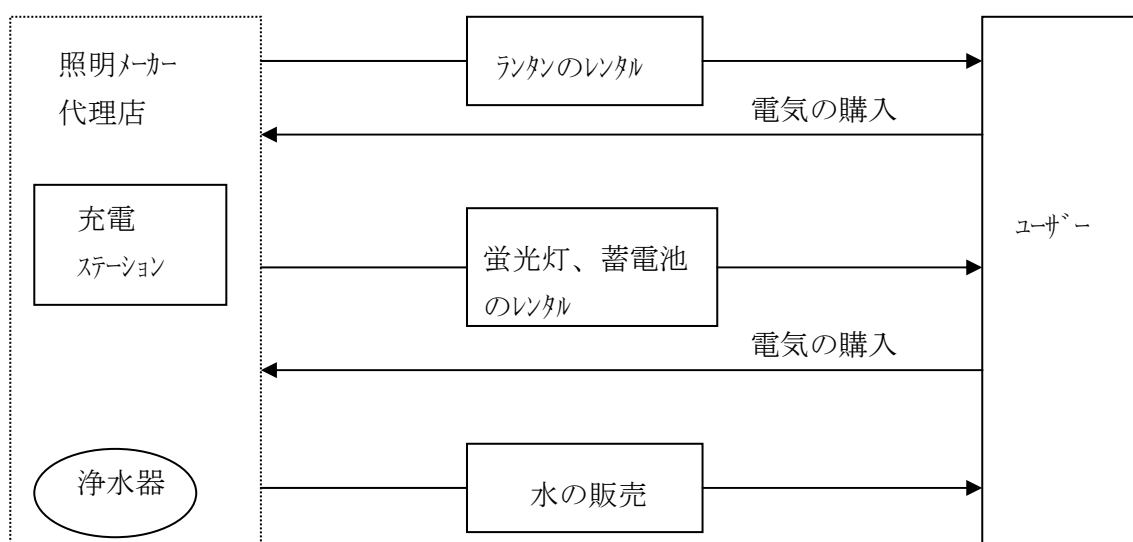 照明ﾒｰｶｰ
代理店
ﾗﾝﾀﾝのﾚﾝﾀﾙ
電気の購入
充電
ｽﾃｰｼｮﾝ
蛍光灯、蓄電池
のﾚﾝﾀﾙ
ﾕｰｻﾞｰ
電気の購入
浄水器
水の販売